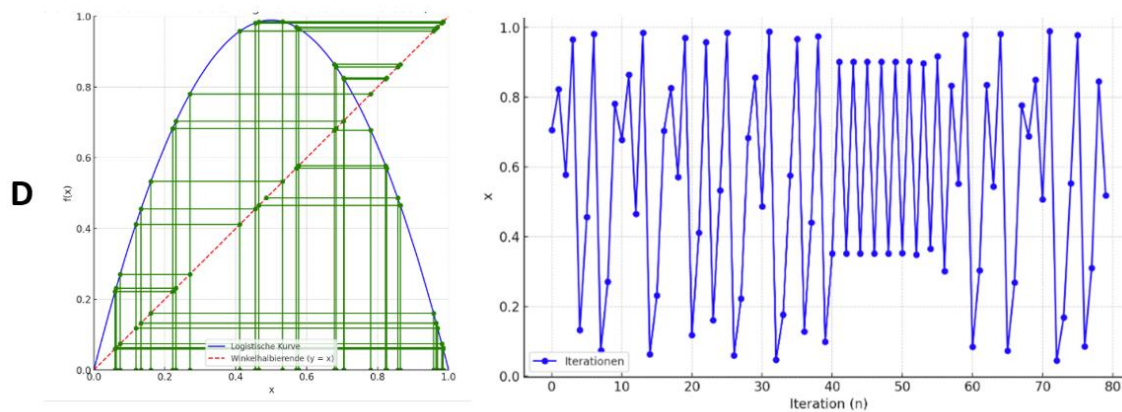 D
f(x)
1.0
0.8
0.6
0.4
0.2
0.0
0.0 0.2 0.4 0.6 0.8 1.0
x
Logistische Kurve
Winkelhalbierende (y = x)
x
1.0
0.8
0.6
0.4
0.2
0.0
0 10 20 30 40 50 60 70 80
Iteration (n)
Iterationen